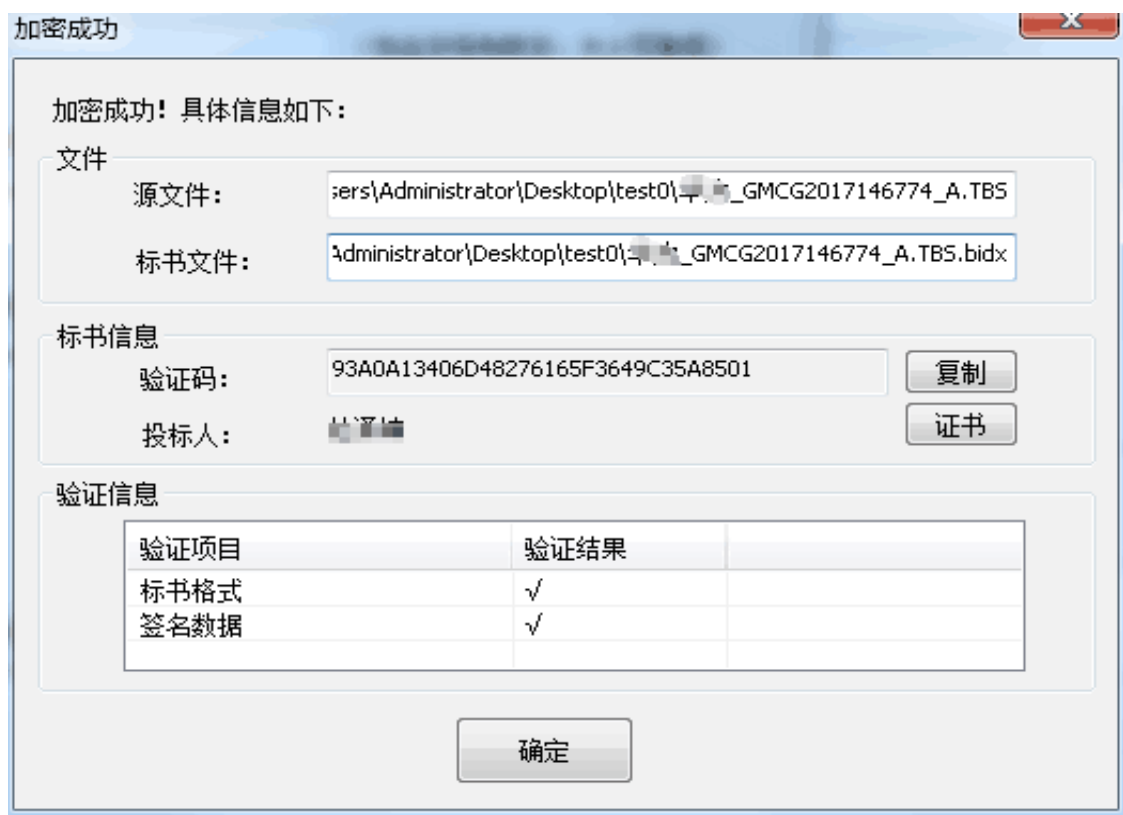 加密成功
加密成功! 具体信息如下:
文件
源文件: sers\Administrator\Desktop\test0\_GMCG2017146774_A.TBS
标书文件: Administrator\Desktop\test0\_GMCG2017146774_A.TBS.bidx
标书信息
验证码: 93A0A13406D48276165F3649C35A8501 复制
投标人: 证书
验证信息
验证项目 验证结果
标书格式 √
签名数据 √
确定